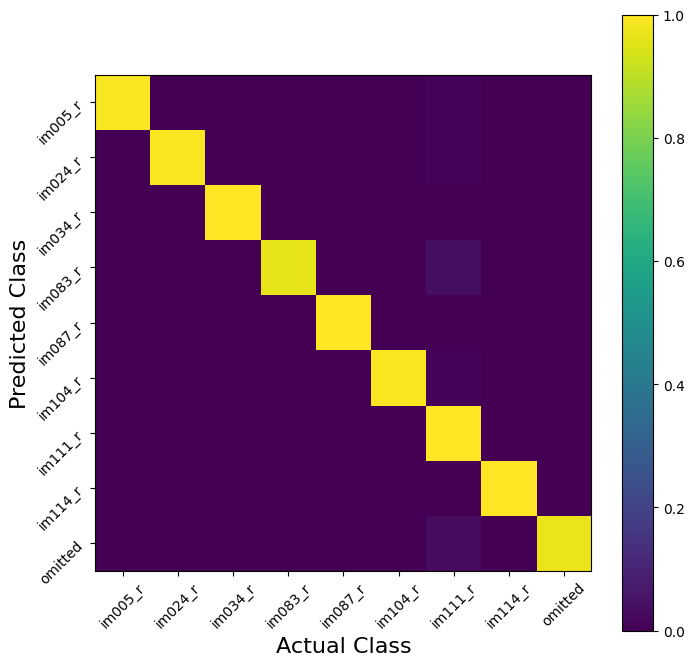 1.0
0.8
0.6
0.4
0.2
0.0
Predicted Class
im005_r
im024_r
im034_r
im083_r
im087_r
im104_r
im111_r
im114_r
omitted
im005_r im024_r im034_r im083_r im087_r im104_r im111_r im114_r omitted
Actual Class